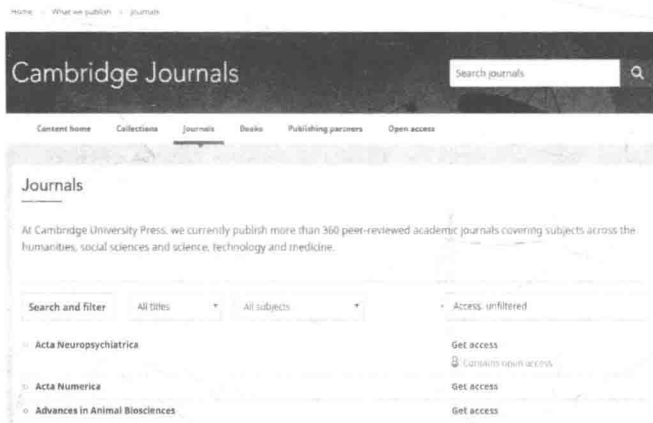 Home What we publish Journals
Cambridge Journals
Search journals
Content home Collections Journals Books Publishing partners Open access
Journals
At Cambridge University Press, we currently publish more than 360 peer-reviewed academic journals covering subjects across the
humanities, social sciences and science, technology and medicine.
Search and filter All titles All subjects Access: unfiltered
Acta Neuropsychiatrica Get access
Contains open access
Acta Numerica Get access
Advances in Animal Biosciences Get access